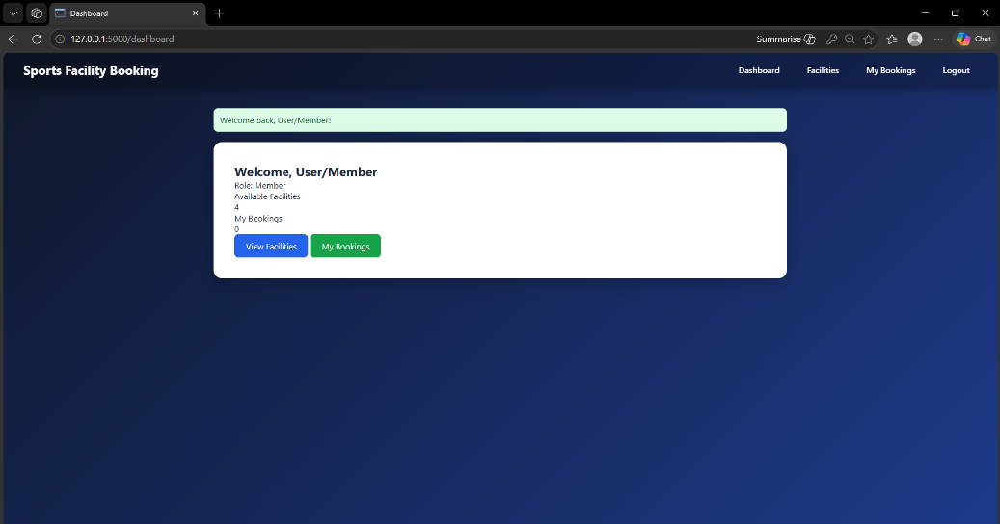 Dashboard
127.0.0.1:5000/dashboard
Summarise
Chat
Sports Facility Booking
Dashboard
Facilities
My Bookings
Logout
Welcome back, User/Member!
Welcome, User/Member
Role: Member
Available Facilities
4
My Bookings
0
View Facilities
My Bookings